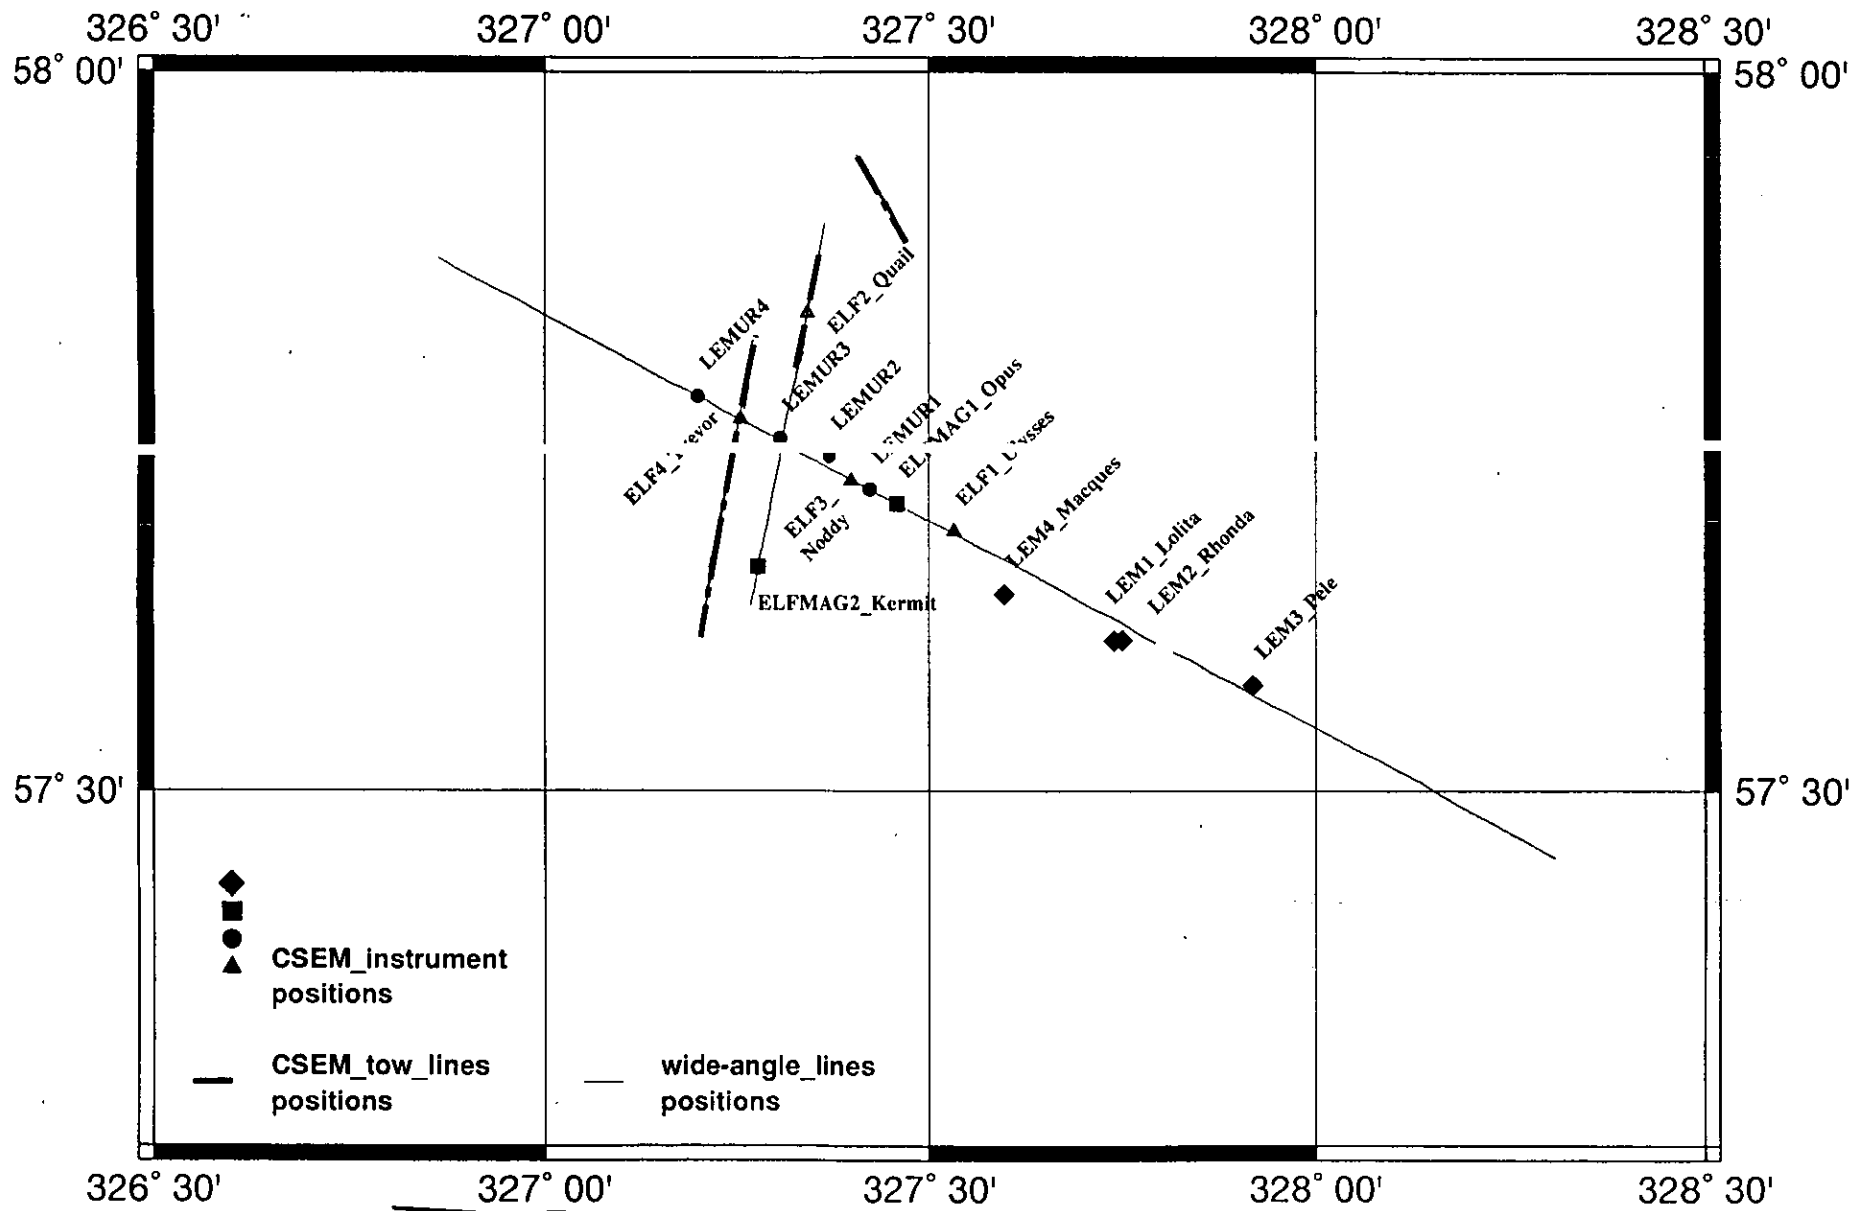 326° 30'
327° 00'
327° 30'
328° 00'
328° 30'
58° 00'
58° 00'
ELF2_Quail
LEMUR4
LEMUR3
LEMUR2
LEMUR1
ELFMAG1_Opus
ELF4_
ELF1_Ulysses
ELF3_
Noddy
LEM4_Macques
LEM1_Lolita
LEM2_Rhonda
LEM3_Pele
ELFMAG2_Kermit
57° 30'
57° 30'
CSEM_instrument
positions
CSEM_tow_lines
positions
wide-angle_lines
positions
326° 30'
327° 00'
327° 30'
328° 00'
328° 30'